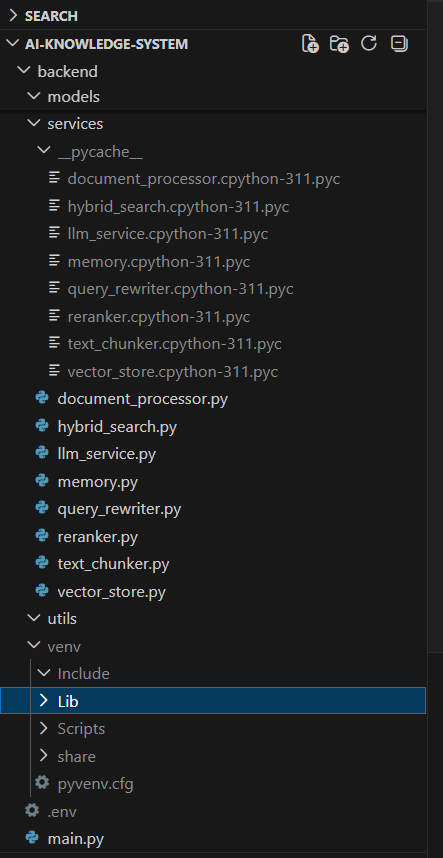 SEARCH
AI-KNOWLEDGE-SYSTEM
backend
models
services
__pycache__
document_processor.cpython-311.pyc
hybrid_search.cpython-311.pyc
llm_service.cpython-311.pyc
memory.cpython-311.pyc
query_rewriter.cpython-311.pyc
reranker.cpython-311.pyc
text_chunker.cpython-311.pyc
vector_store.cpython-311.pyc
document_processor.py
hybrid_search.py
llm_service.py
memory.py
query_rewriter.py
reranker.py
text_chunker.py
vector_store.py
utils
venv
Include
Lib
Scripts
share
pyvenv.cfg
.env
main.py